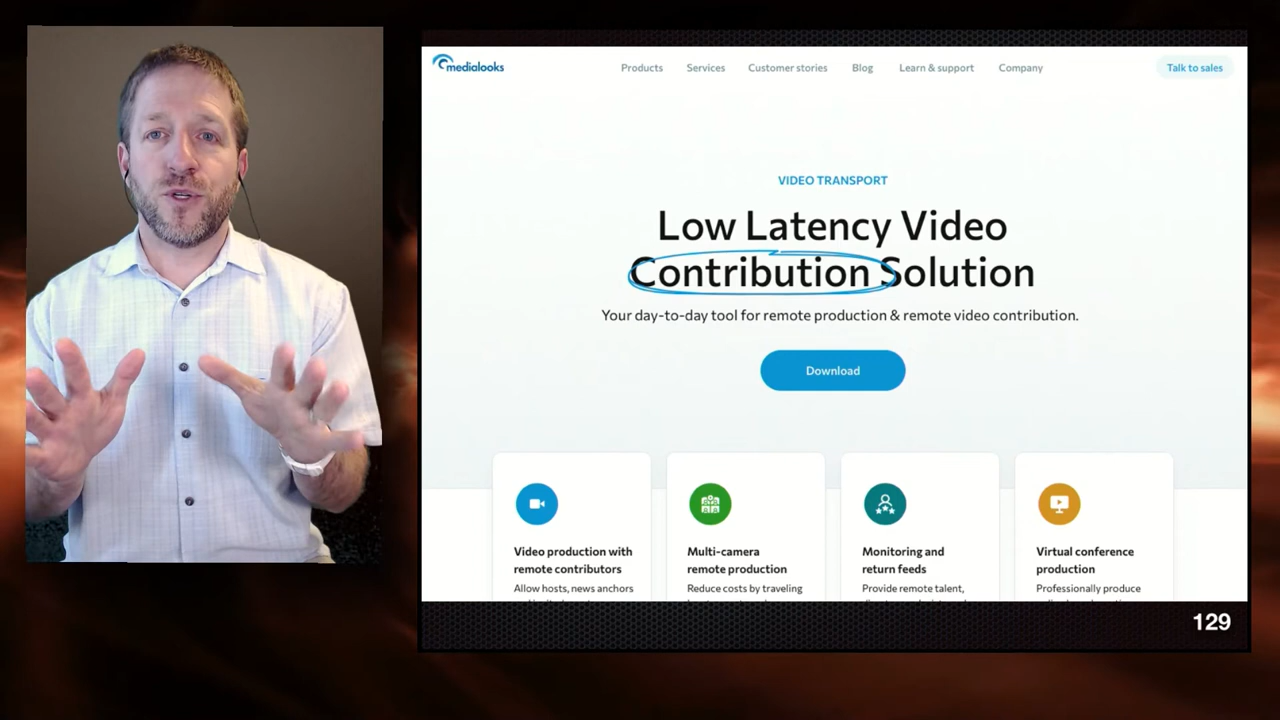 medialooks
Products Services Customer stories Blog Learn & support Company Talk to sales
VIDEO TRANSPORT
Low Latency Video
Contribution Solution
Your day-to-day tool for remote production & remote video contribution.
Download
Video production with
remote contributors
Allow hosts, news anchors
Multi-camera
remote production
Reduce costs by traveling
Monitoring and
return feeds
Provide remote talent,
Virtual conference
production
Professionally produce
129